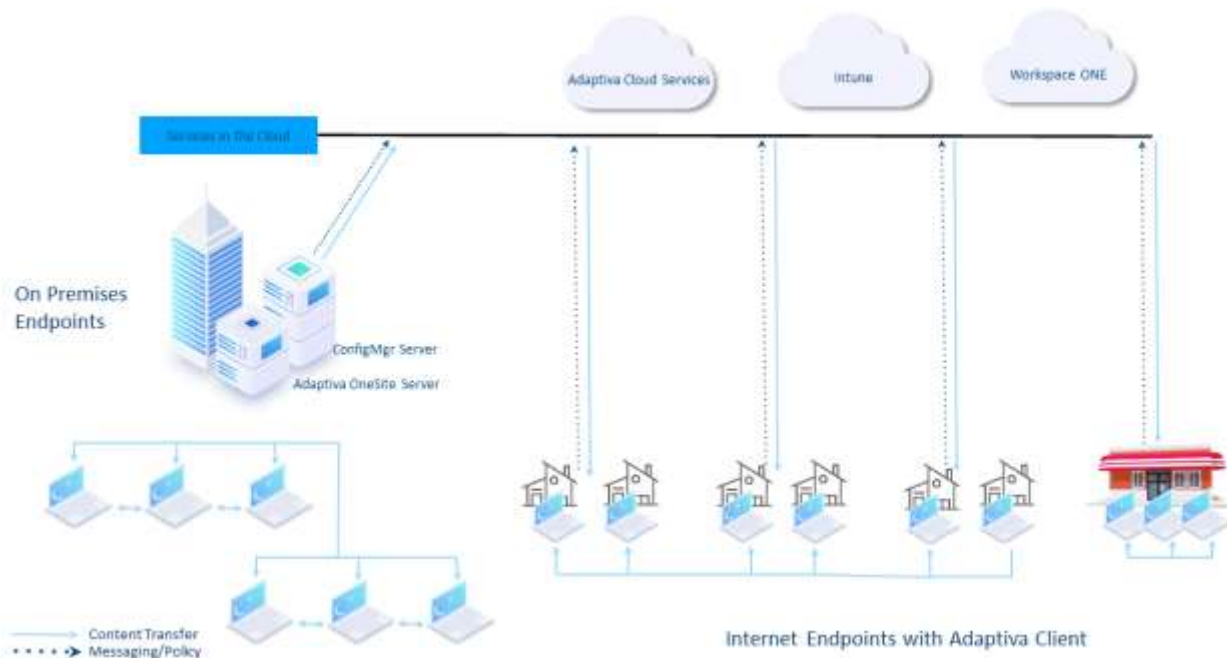 Adaptiva Cloud Services
Intune
Workspace ONE
Services in the Cloud
On Premises
Endpoints
ConfigMgr Server
Adaptiva OneSite Server
Content Transfer
Messaging/Policy
Internet Endpoints with Adaptiva Client